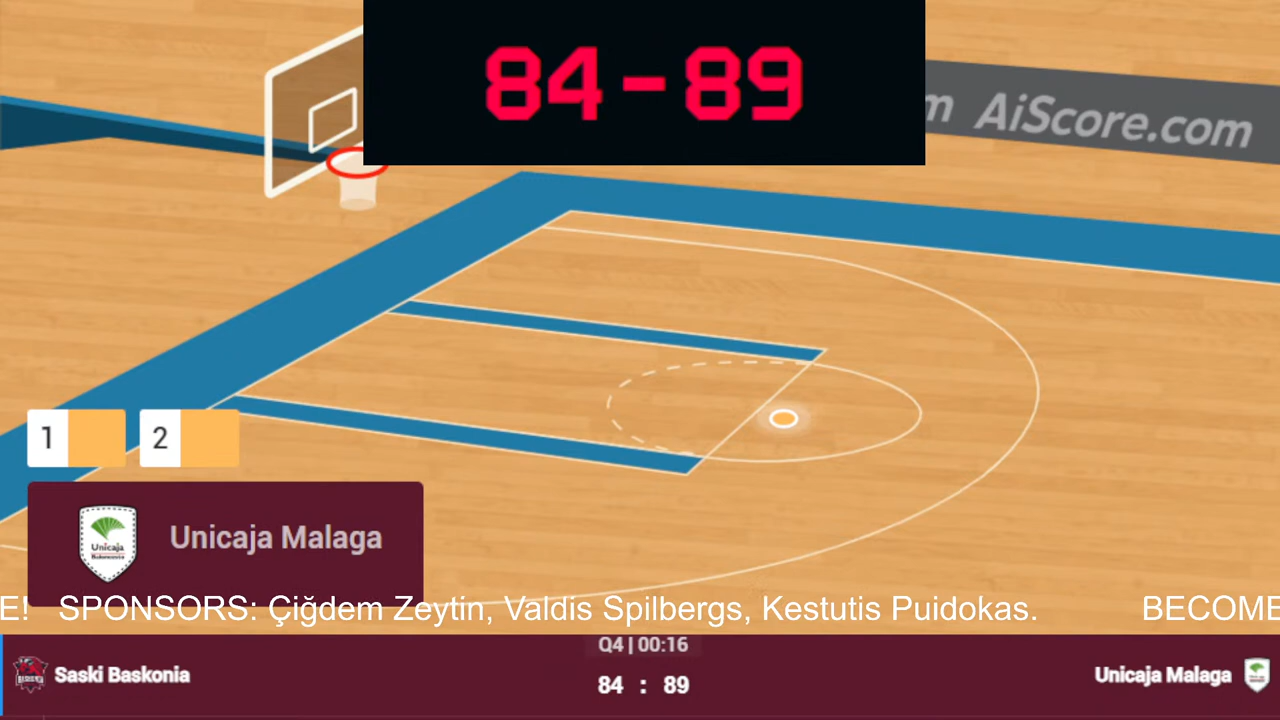 84-89
m AiScore.com
1 2
Unicaja
Unicaja Malaga
E! SPONSORS: Çiğdem Zeytin, Valdis Spilbergs, Kestutis Puidokas. BECOME
Q4 | 00:16
Saski Baskonia
84 : 89
Unicaja Malaga